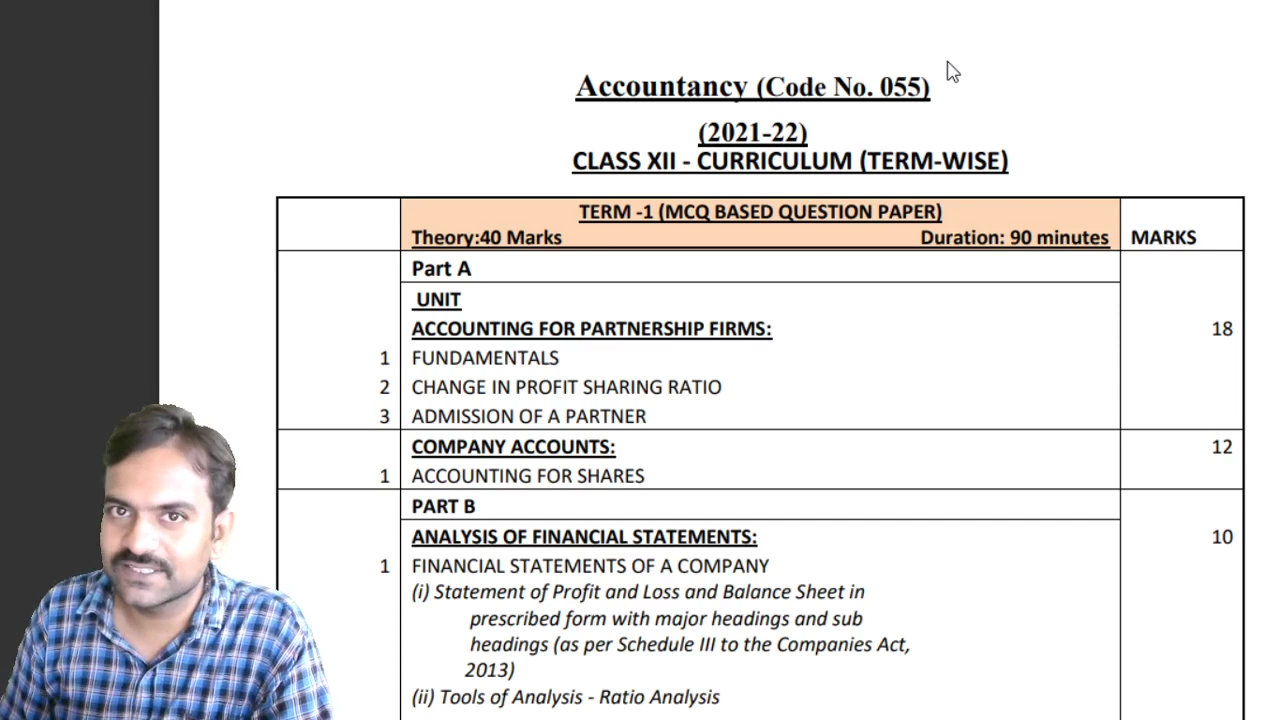 Accountancy (Code No. 055)
(2021-22)
CLASS XII - CURRICULUM (TERM-WISE)
TERM -1 (MCQ BASED QUESTION PAPER)
Theory:40 Marks Duration: 90 minutes MARKS
Part A
UNIT
ACCOUNTING FOR PARTNERSHIP FIRMS: 18
1 FUNDAMENTALS
2 CHANGE IN PROFIT SHARING RATIO
3 ADMISSION OF A PARTNER
COMPANY ACCOUNTS: 12
1 ACCOUNTING FOR SHARES
PART B
ANALYSIS OF FINANCIAL STATEMENTS: 10
1 FINANCIAL STATEMENTS OF A COMPANY
(i) Statement of Profit and Loss and Balance Sheet in
prescribed form with major headings and sub
headings (as per Schedule III to the Companies Act,
2013)
(ii) Tools of Analysis - Ratio Analysis